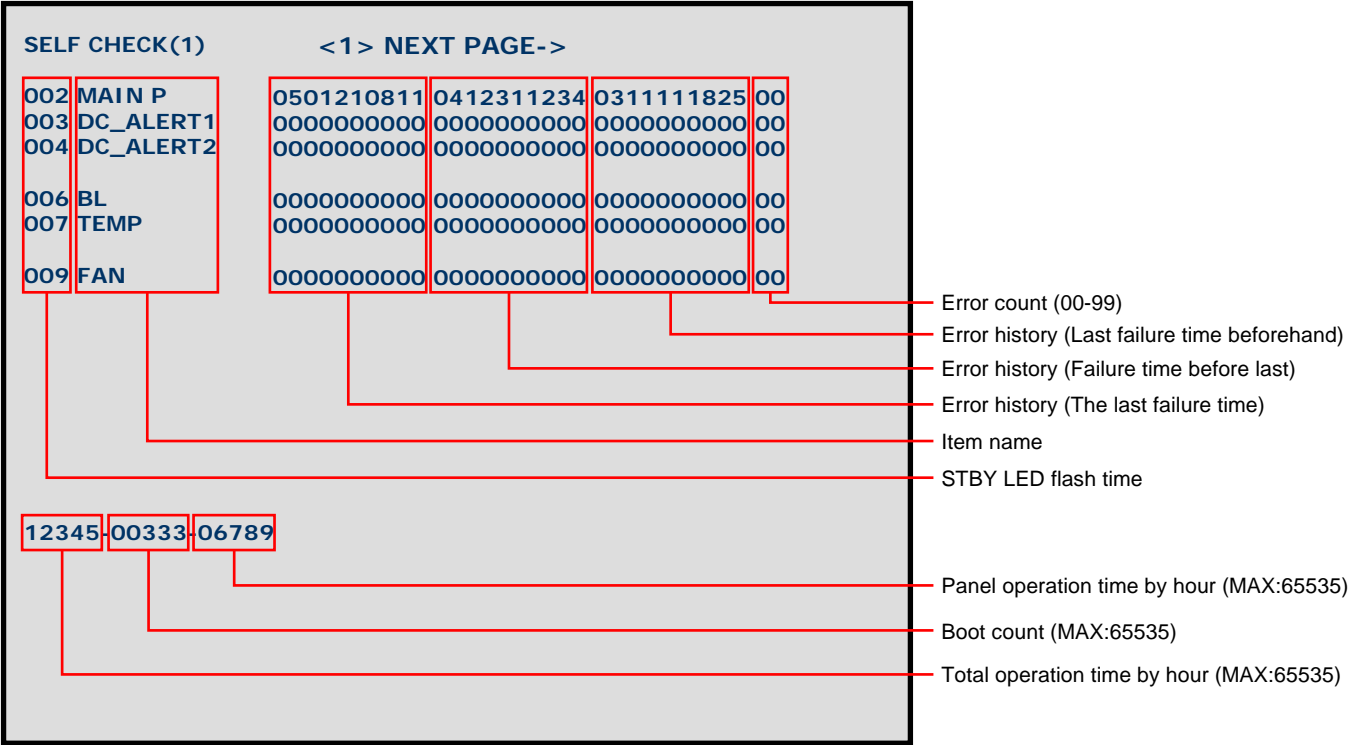 SELF CHECK(1) <1> NEXT PAGE->
002 MAIN P 0501210811 0412311234 0311111825 00
003 DC_ALERT1 0000000000 0000000000 0000000000 00
004 DC_ALERT2 0000000000 0000000000 0000000000 00
006 BL 0000000000 0000000000 0000000000 00
007 TEMP 0000000000 0000000000 0000000000 00
009 FAN 0000000000 0000000000 0000000000 00
Error count (00-99)
Error history (Last failure time beforehand)
Error history (Failure time before last)
Error history (The last failure time)
Item name
STBY LED flash time
12345-00333-06789
Panel operation time by hour (MAX:65535)
Boot count (MAX:65535)
Total operation time by hour (MAX:65535)